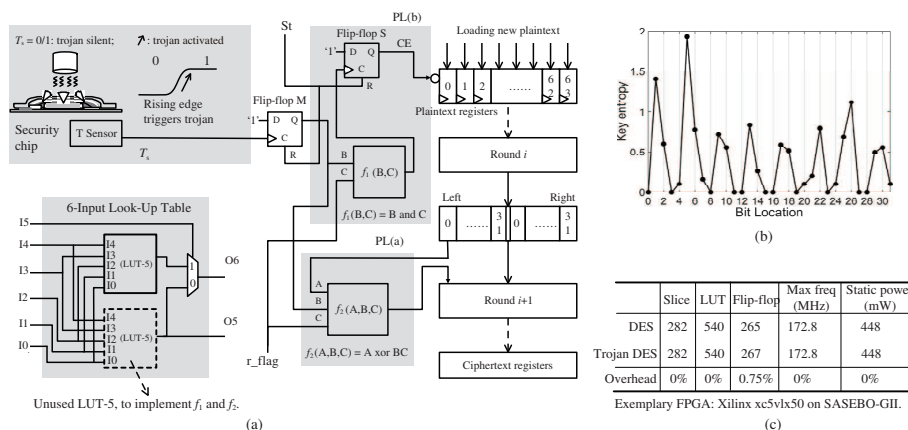 Tₛ = 0/1: trojan silent;
: trojan activated
0 1
Rising edge
triggers trojan
Security
chip
T Sensor
Tₛ
St
PL(b)
Flip-flop S
‘1’ D Q
C
R
CE
Flip-flop M
‘1’ D Q
C
R
B
C
f₁ (B,C)
f₁(B,C) = B and C
Loading new plaintext
0 1 2 ...... 62 63
Plaintext registers
Round i
Left Right
0 ...... 31 0 ...... 31
PL(a)
A
B
C
f₂(A,B,C)
f₂(A,B,C) = A xor BC
r_flag
Round i+1
Ciphertext registers
6-Input Look-Up Table
I5
I4
I3
I2
I1
I0
I4
I3
I2
I1
I0
(LUT-5)
I4
I3
I2
I1
I0
(LUT-5)
1
0
O6
O5
Unused LUT-5, to implement f₁ and f₂.
(a)
Key entropy
2
1.5
1
0.5
0
0 2 4 6 8 10 12 14 16 18 20 22 24 26 28 30
Bit Location
(b)
Slice LUT Flip-flop Max freq (MHz) Static power (mW)
DES 282 540 265 172.8 448
Trojan DES 282 540 267 172.8 448
Overhead 0% 0% 0.75% 0% 0%
Exemplary FPGA: Xilinx xc5vlx50 on SASEBO-GII.
(c)